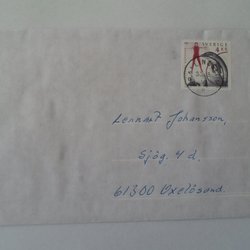 SVERIGE
Lennart Johansson,
Sjög. 4 d.
61300 Oxelösund.